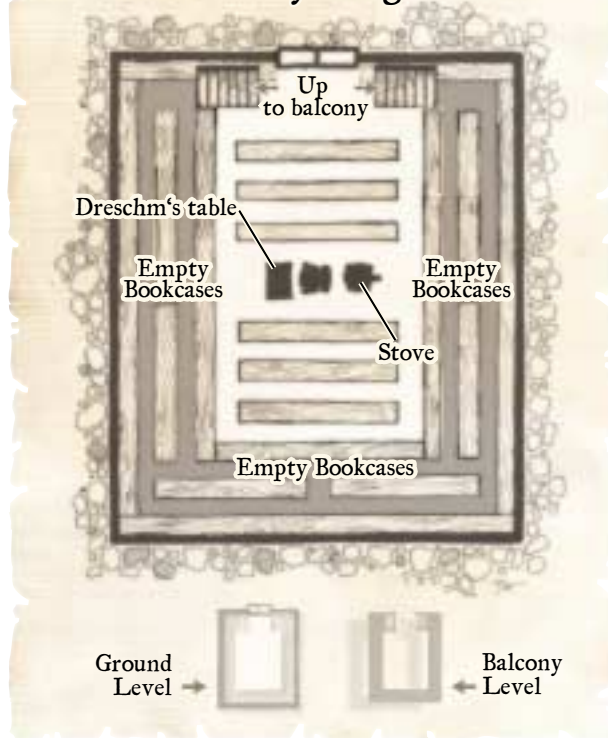 Up
to balcony
Dreschm's table
Empty
Bookcases
Empty
Bookcases
Stove
Empty Bookcases
Ground
Level
Balcony
Level